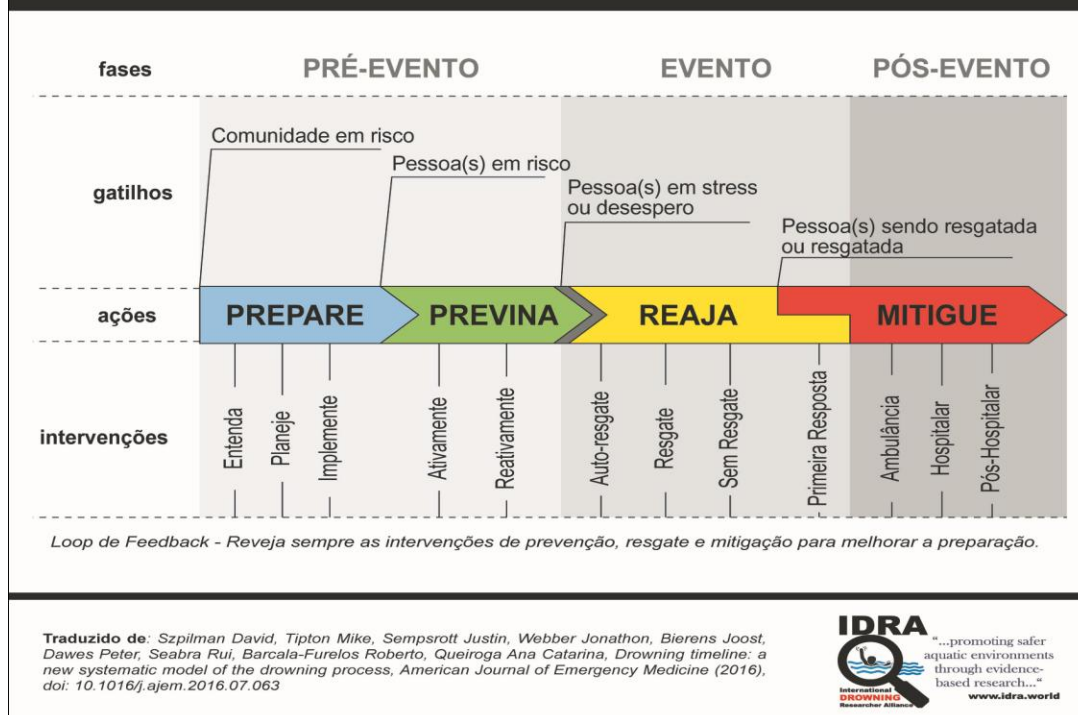 fases
PRÉ-EVENTO
EVENTO
PÓS-EVENTO
gatilhos
Comunidade em risco
Pessoa(s) em risco
Pessoa(s) em stress
ou desespero
Pessoa(s) sendo resgatada
ou resgatada
ações
PREPARE
PREVINA
REAJA
MITIGUE
intervenções
Entenda
Planeje
Implemente
Ativamente
Reativamente
Auto-resgate
Resgate
Sem Resgate
Primeira Resposta
Ambulância
Hospitalar
Pós-Hospitalar
Loop de Feedback - Reveja sempre as intervenções de prevenção, resgate e mitigação para melhorar a preparação.
Traduzido de: Szpilman David, Tipton Mike, Sempsrott Justin, Webber Jonathon, Bierens Joost,
Dawes Peter, Seabra Rui, Barcala-Furelos Roberto, Queiroga Ana Catarina, Drowning timeline: a
new systematic model of the drowning process, American Journal of Emergency Medicine (2016),
doi: 10.1016/j.ajem.2016.07.063
IDRA
International
DROWNING
Researcher Alliance
"...promoting safer
aquatic environments
through evidence-
based research..."
www.idra.world